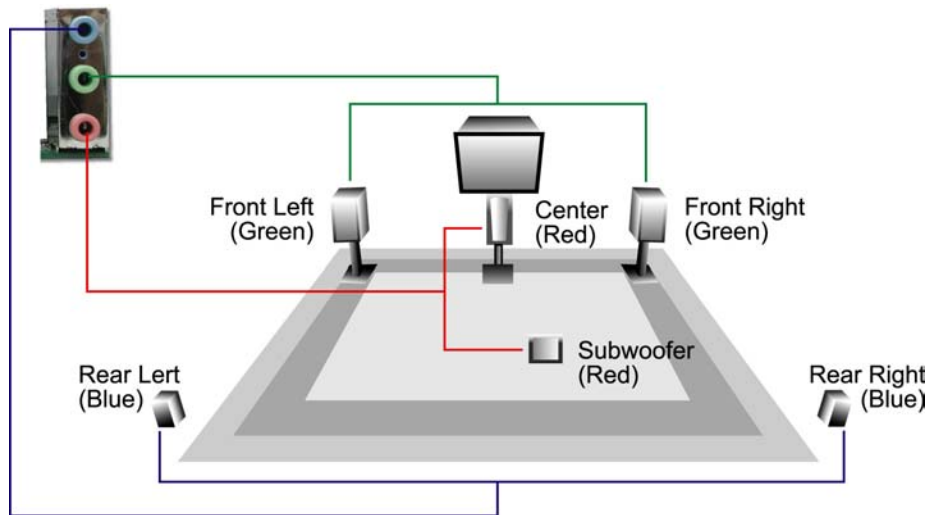 Front Left
(Green)
Center
(Red)
Front Right
(Green)
Subwoofer
(Red)
Rear Lert
(Blue)
Rear Right
(Blue)